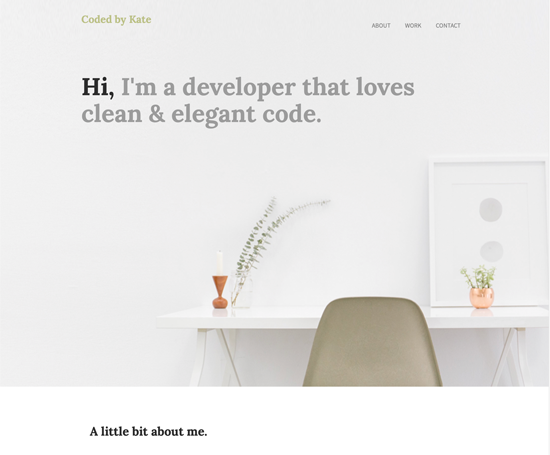 Coded by Kate
ABOUT WORK CONTACT
Hi, I'm a developer that loves
clean & elegant code.
A little bit about me.